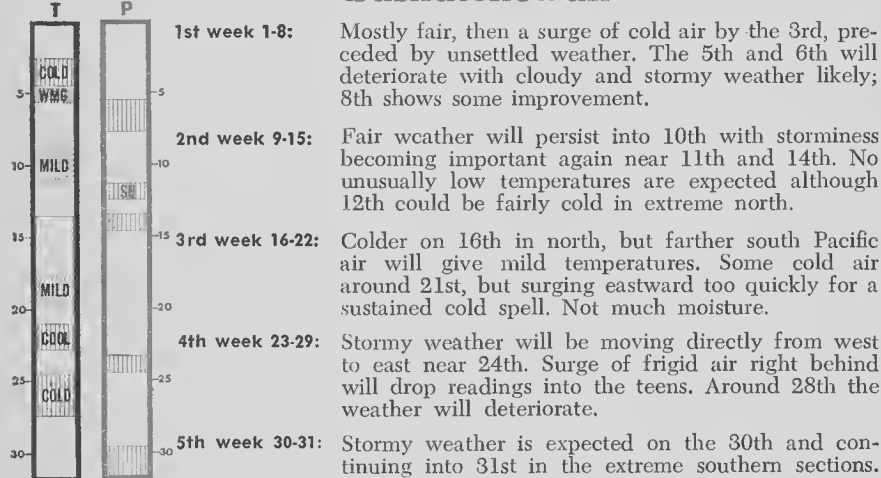 T P
1st week 1-8: Mostly fair, then a surge of cold air by the 3rd, pre-
ceded by unsettled weather. The 5th and 6th will
deteriorate with cloudy and stormy weather likely;
8th shows some improvement.
2nd week 9-15: Fair weather will persist into 10th with storminess
becoming important again near 11th and 14th. No
unusually low temperatures are expected although
12th could be fairly cold in extreme north.
3rd week 16-22: Colder on 16th in north, but farther south Pacific
air will give mild temperatures. Some cold air
around 21st, but surging eastward too quickly for a
sustained cold spell. Not much moisture.
4th week 23-29: Stormy weather will be moving directly from west
to east near 24th. Surge of frigid air right behind
will drop readings into the teens. Around 28th the
weather will deteriorate.
5th week 30-31: Stormy weather is expected on the 30th and con-
tinuing into 31st in the extreme southern sections.
COLD
5 WMG 5
10 MILD 10
SH
15 15
MILD
20 20
COOL
25 25
COLD
30 30